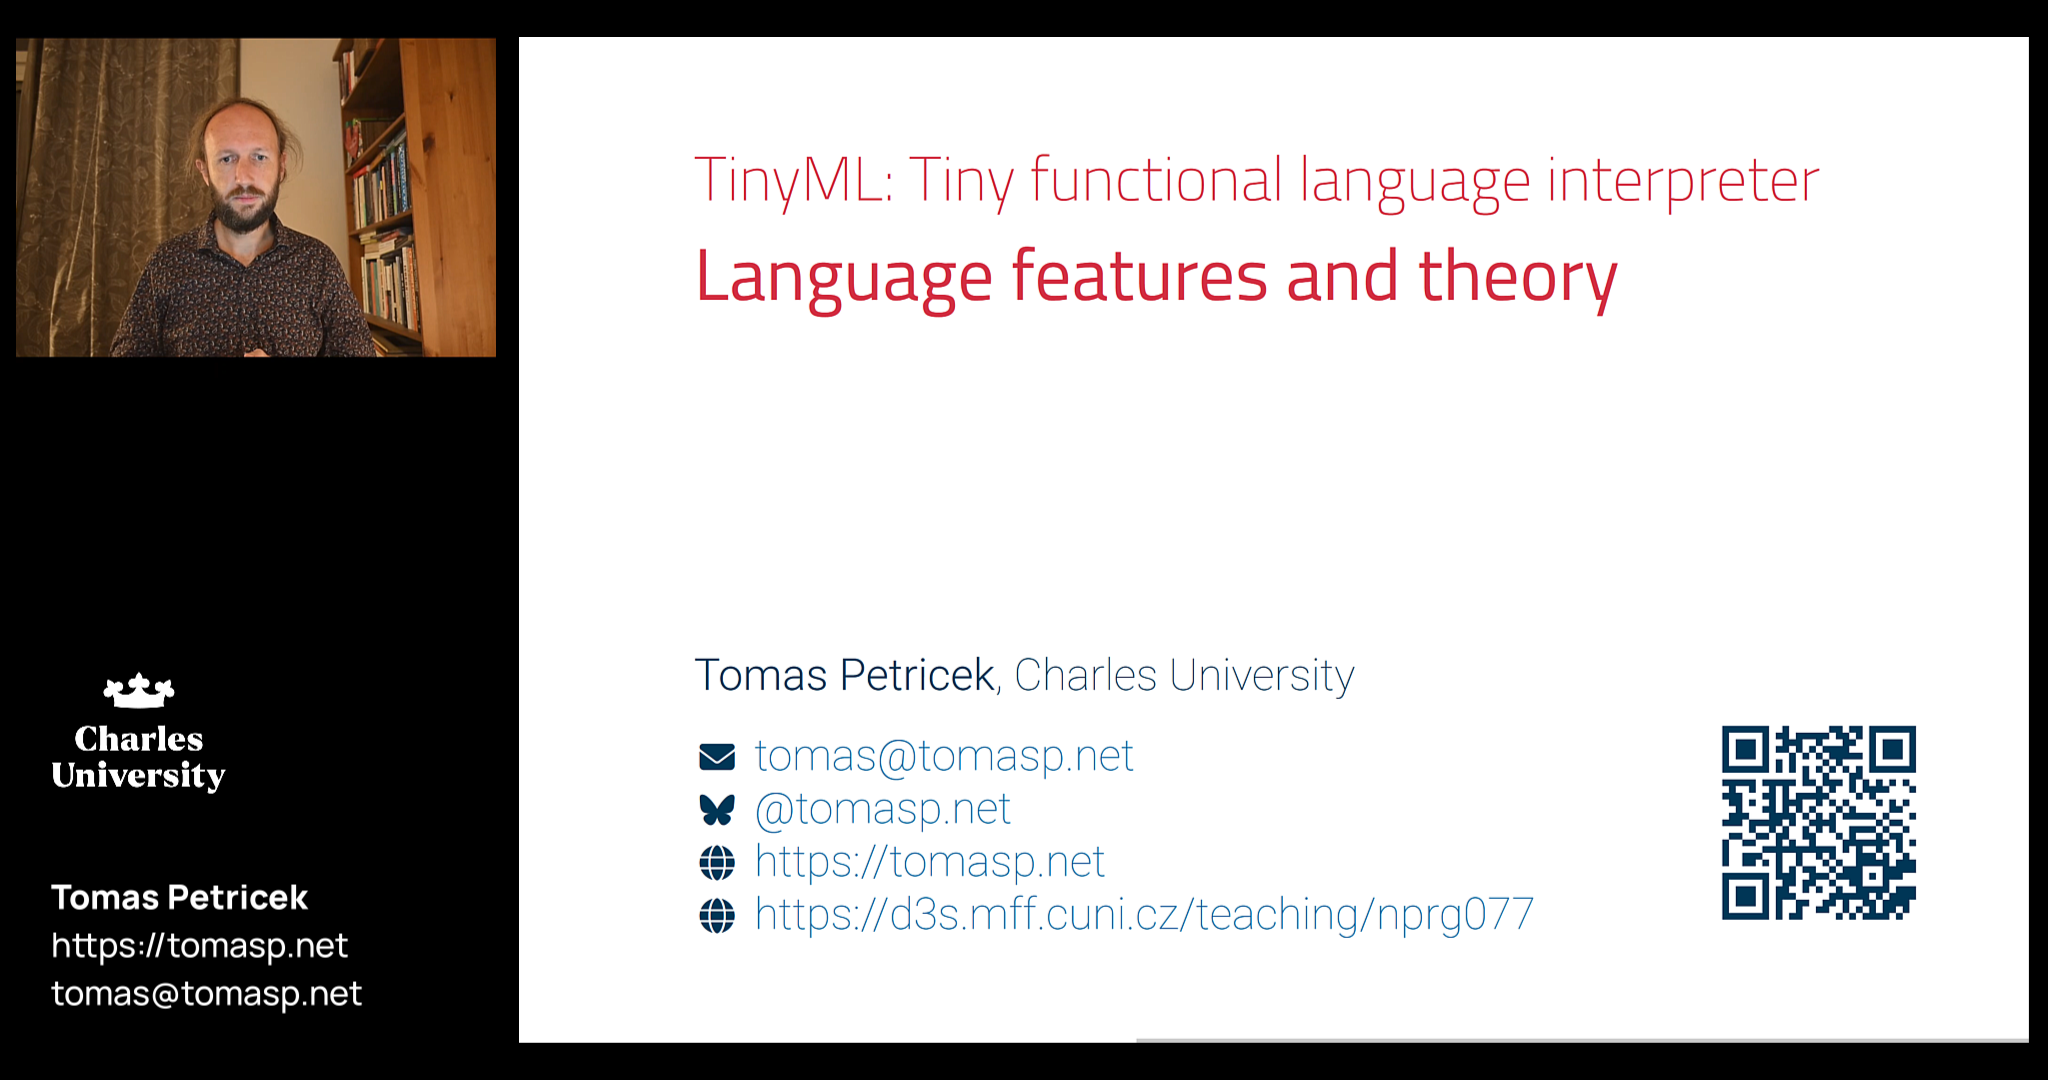 TinyML: Tiny functional language interpreter
Language features and theory
Tomas Petricek, Charles University
tomas@tomasp.net
@tomasp.net
https://tomasp.net
https://d3s.mff.cuni.cz/teaching/nprg077
Charles
University
Tomas Petricek
https://tomasp.net
tomas@tomasp.net